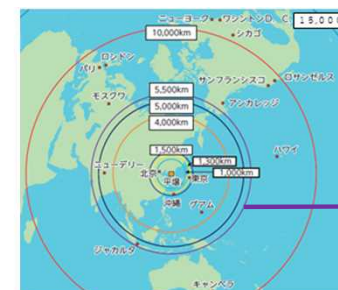 ニューヨーク ワシントンD.C.
15,000
シカゴ
10,000km
ロンドン
パリ
サンフランシスコ
ロサンゼルス
モスクワ
5,500km
アンカレッジ
5,000km
4,000km
1,500km
ハワイ
ニューデリー
1,300km
北京
1,000km
平壌
東京
沖縄
グアム
ジャカルタ
キャンベラ